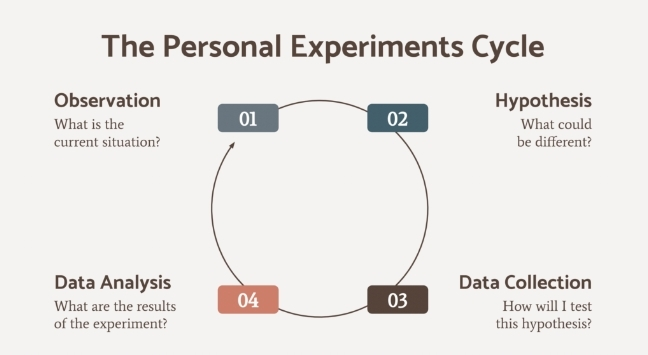 The Personal Experiments Cycle
Observation
What is the
current situation?
01
02
Hypothesis
What could
be different?
Data Analysis
What are the results
of the experiment?
04
03
Data Collection
How will I test
this hypothesis?